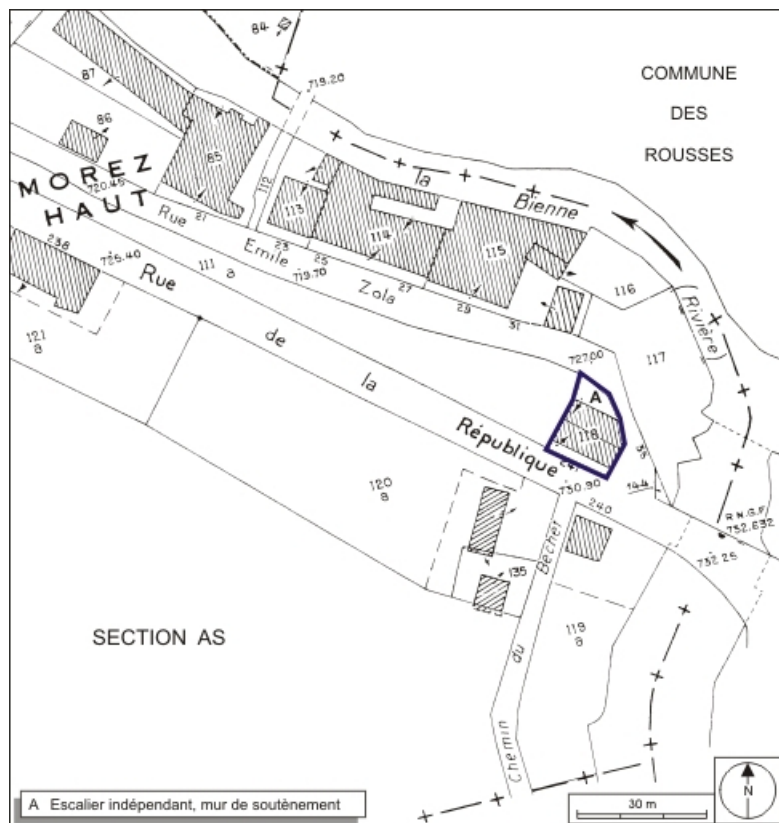 84
COMMUNE
DES
ROUSSES
719.20
87
86
85
MOREZ
HAUT
720.45
112
113
la
Bienne
21
Rue
Emile
Zola
23
25
114
27
115
29
31
116
(Rivière)
117
238
725.40
111
a
719.70
Rue
de
la
République
121
a
727.00
A
118
241
730.90
144
120
a
240
R.N.G.F.
732.632
732.25
135
119
a
Chemin
du
Bechet
SECTION AS
A Escalier indépendant, mur de soutènement
30 m
N